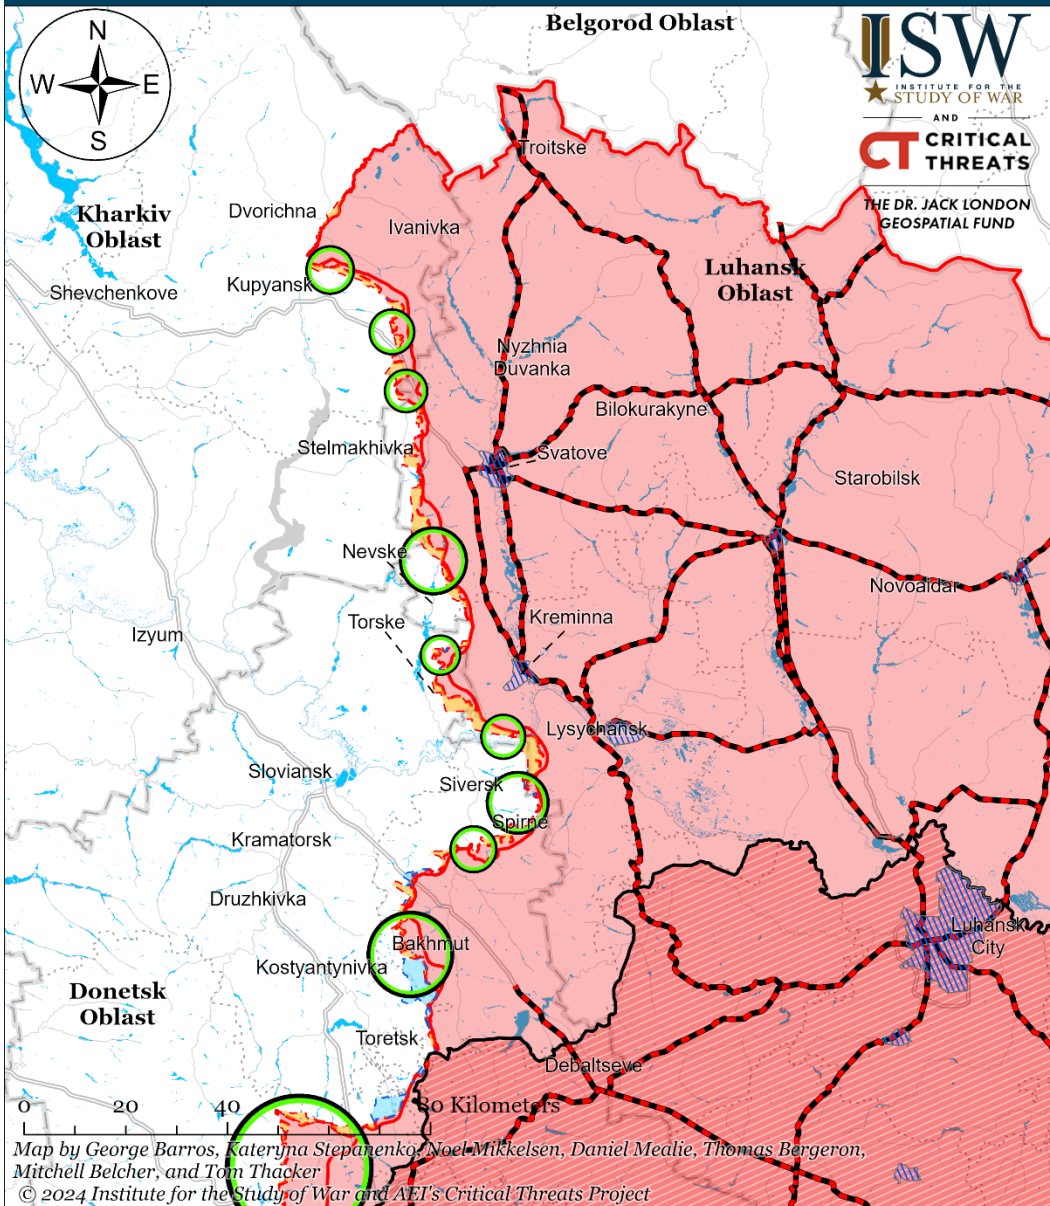 Belgorod Oblast
N
W
E
S
ISW
INSTITUTE FOR THE
STUDY OF WAR
AND
CT CRITICAL
THREATS
THE DR. JACK LONDON
GEOSPATIAL FUND
Troitske
Dvorichna
Kharkiv
Oblast
Ivanivka
Kupyansk
Luhansk
Oblast
Shevchenkove
Nyzhnia
Duvanka
Bilokurakyne
Stelmakhivka
Svatove
Starobilsk
Nevske
Novoaidar
Torske
Kreminna
Izyum
Lysychansk
Sloviansk
Siversk
Spirne
Kramatorsk
Druzhkivka
Luhansk
City
Bakhmut
Kostyantynivka
Donetsk
Oblast
Toretsk
Debaltseve
0
20
40
80 Kilometers
Map by George Barros, Kateryna Stepanenko, Noel Mikkelsen, Daniel Mealie, Thomas Bergeron,
Mitchell Belcher, and Tom Thacker
© 2024 Institute for the Study of War and AEI's Critical Threats Project